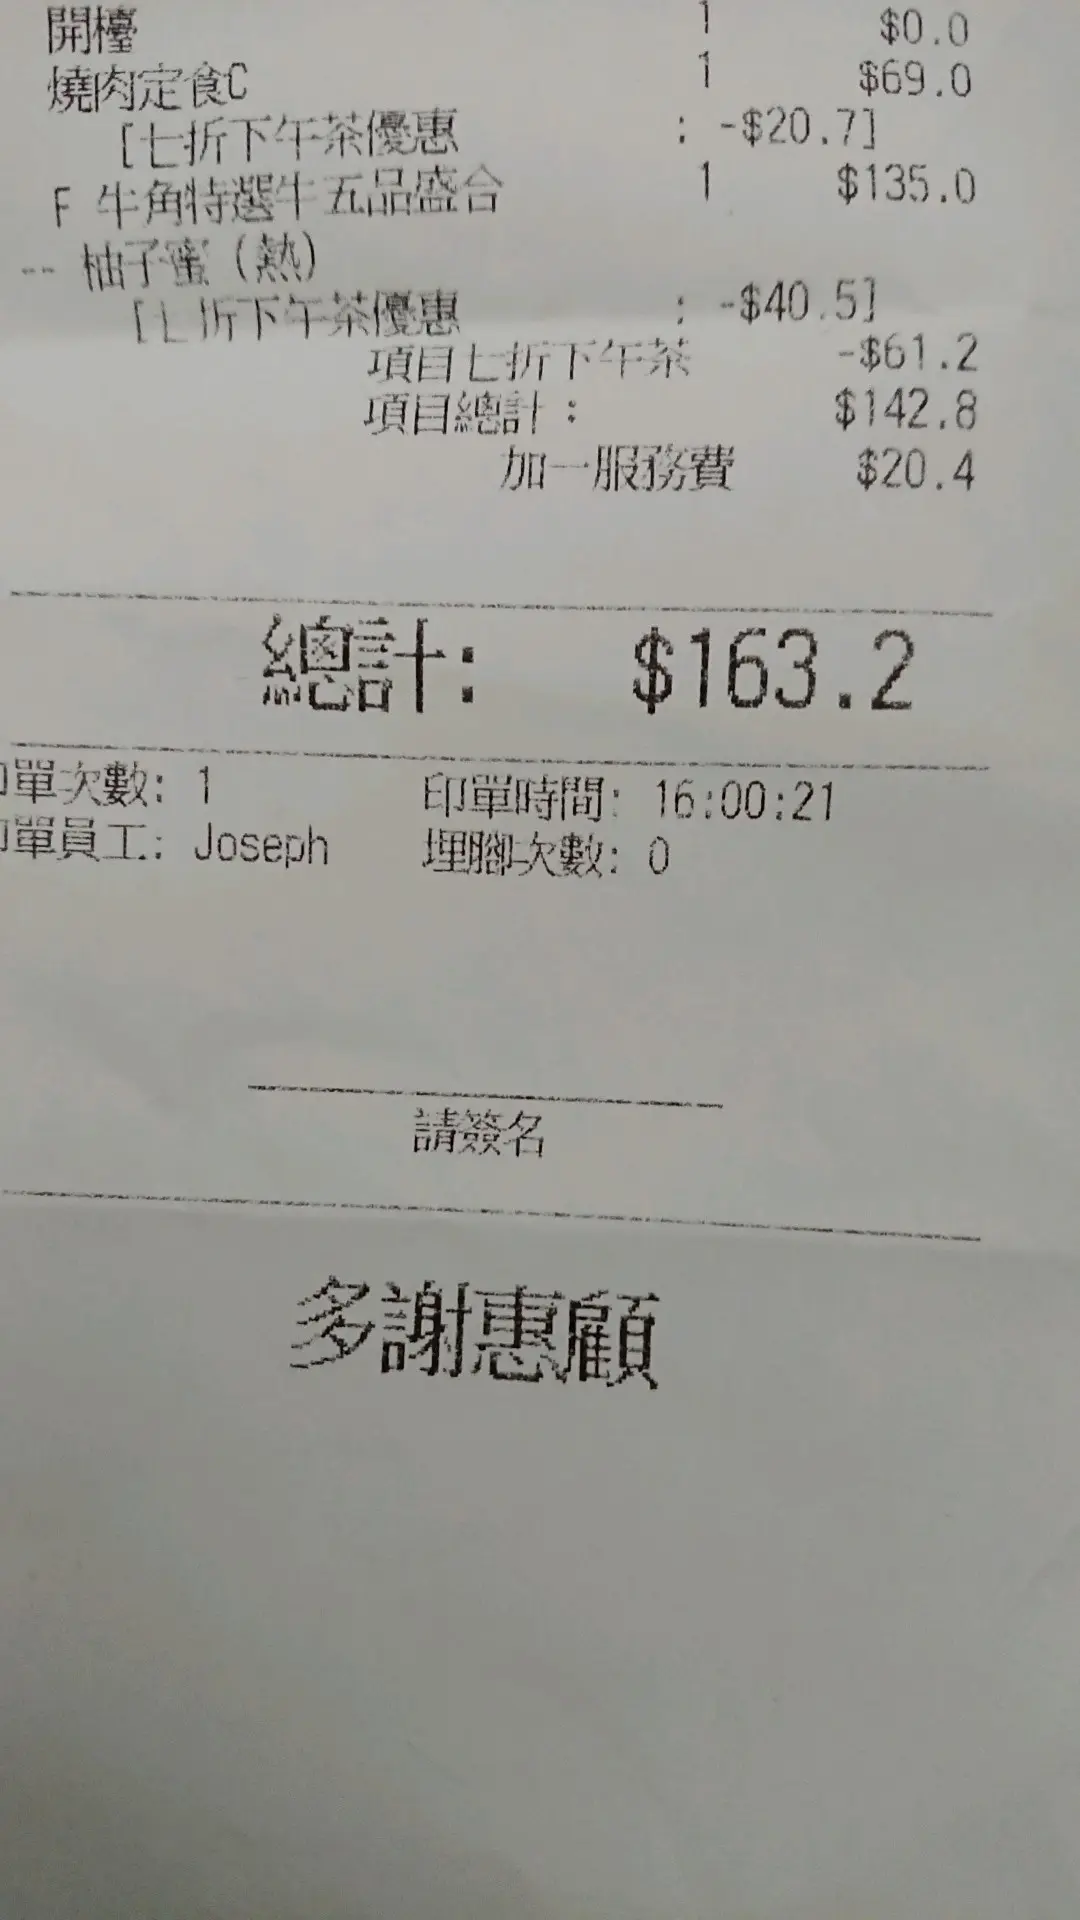 開檯 1 $0.0
燒肉定食C 1 $69.0
[七折下午茶優惠 : -$20.7]
F 牛角特選牛五品盛合 1 $135.0
-- 柚子蜜(熱)
[七折下午茶優惠 : -$40.5]
項目七折下午茶 -$61.2
項目總計: $142.8
加一服務費 $20.4
總計: $163.2
印單次數: 1 印單時間: 16:00:21
印單員工: Joseph 埋腳次數: 0
請簽名
多謝惠顧